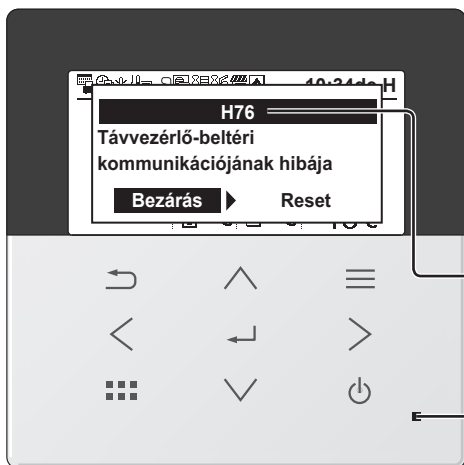 10:34de H
H76
Távvezérlő-beltéri
kommunikációjának hibája
Bezárás Reset